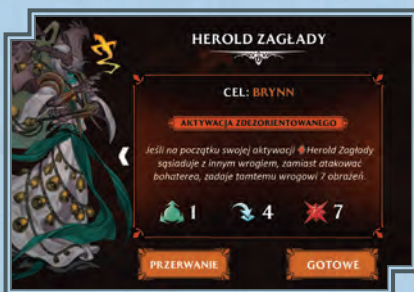 HEROLD ZAGŁADY
CEL: BRYNN
AKTYWACJA ZDEZORIENTOWANEGO
Jeśli na początku swojej aktywacji Herold Zagłady
sąsiaduje z innym wrogiem, zamiast atakować
bohaterea, zadaje tamtemu wrogowi 7 obrażeń.
1 4 7
PRZERWANIE GOTOWE